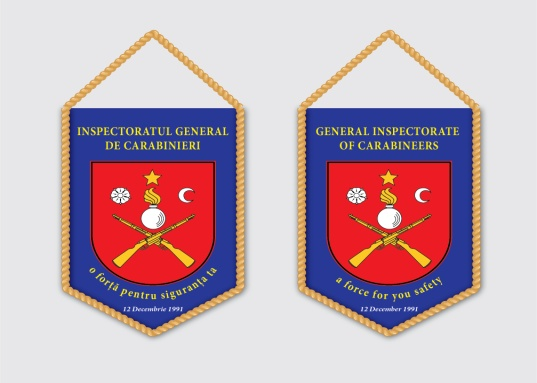 INSPECTORATUL GENERAL
DE CARABINIERI
o forță pentru siguranța ta
12 Decembrie 1991
GENERAL INSPECTORATE
OF CARABINEERS
a force for you safety
12 December 1991